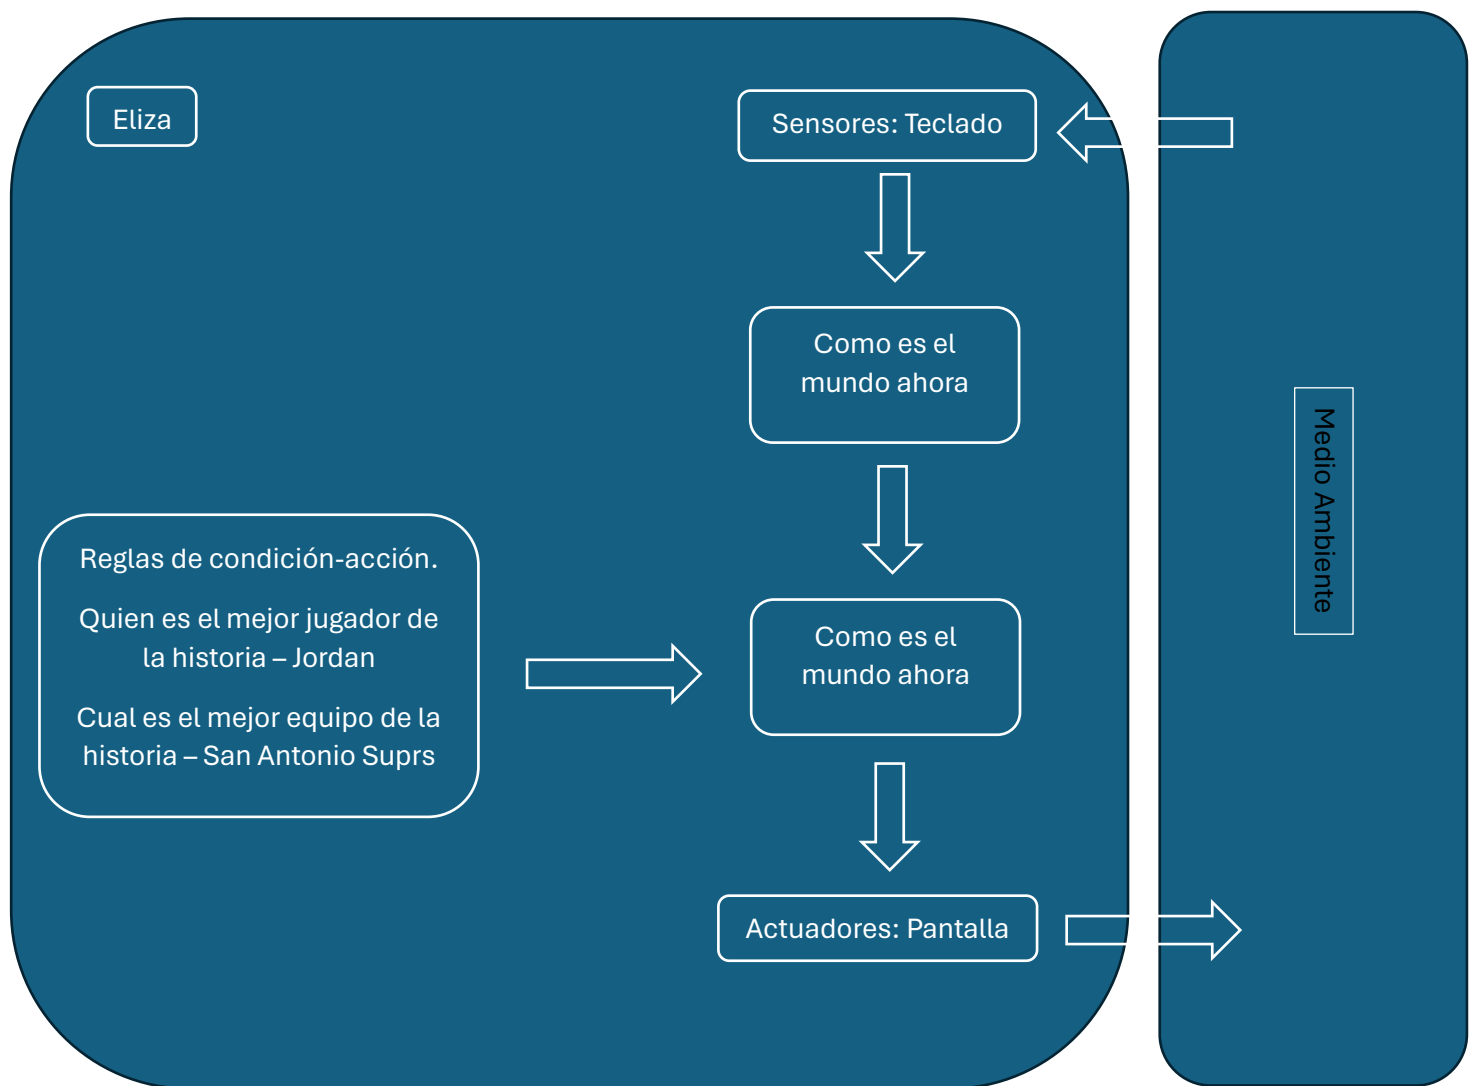 Eliza
Sensores: Teclado
Como es el
mundo ahora
Medio Ambiente
Reglas de condición-acción.
Quien es el mejor jugador de
la historia – Jordan
Cual es el mejor equipo de la
historia – San Antonio Suprs
Como es el
mundo ahora
Actuadores: Pantalla